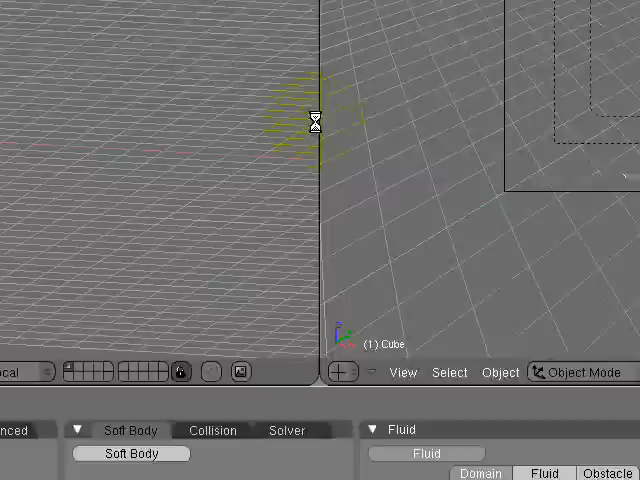 (1) Cube
cal
View Select Object Object Mode
nced Soft Body Collision Solver Fluid
Soft Body Fluid
Domain Fluid Obstacle